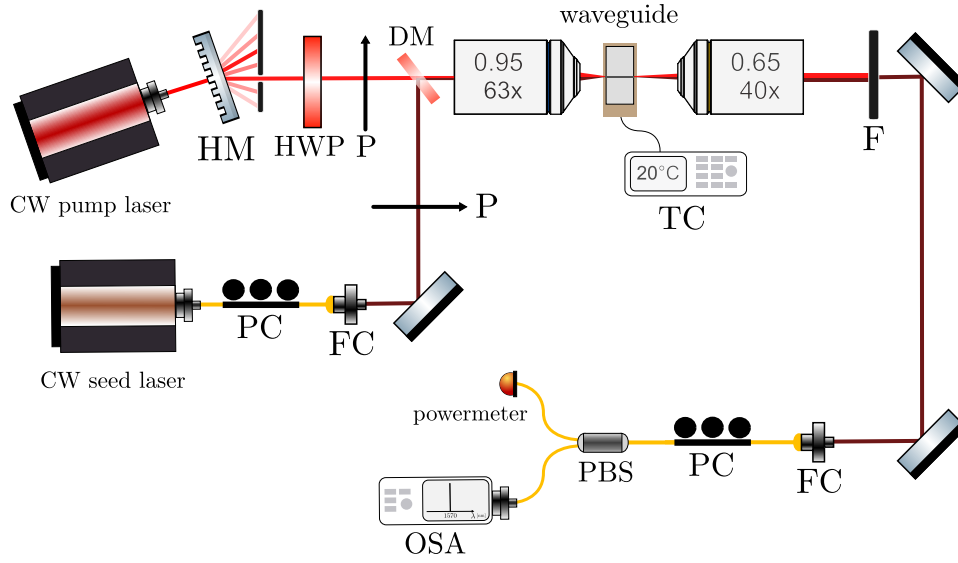 waveguide
DM
0.95
63x
0.65
40x
HM
HWP
P
F
20°C
TC
CW pump laser
P
PC
FC
CW seed laser
powermeter
PBS
PC
FC
1570
λ [nm]
OSA